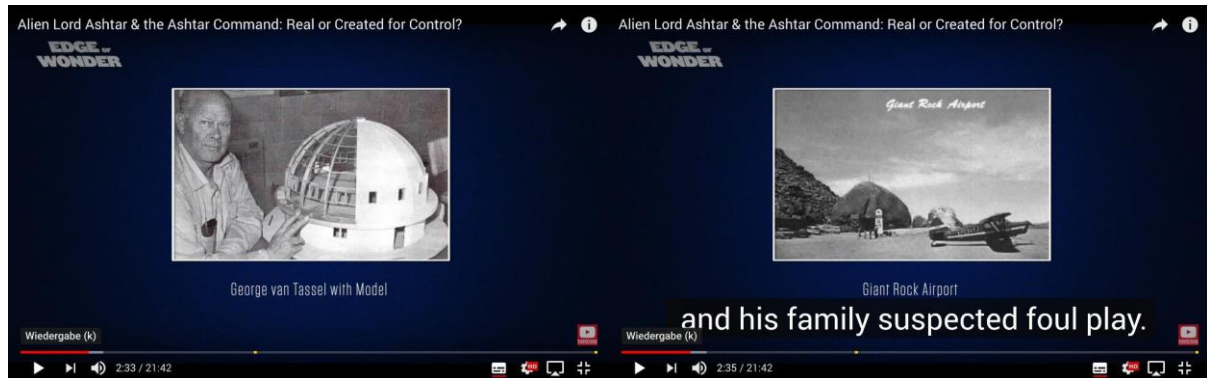 Alien Lord Ashtar & the Ashtar Command: Real or Created for Control?
EDGE OF
WONDER
George van Tassel with Model
Wiedergabe (k)
2:33 / 21:42
HD
Alien Lord Ashtar & the Ashtar Command: Real or Created for Control?
EDGE OF
WONDER
Giant Rock Airport
Giant Rock Airport
and his family suspected foul play.
Wiedergabe (k)
2:35 / 21:42
HD